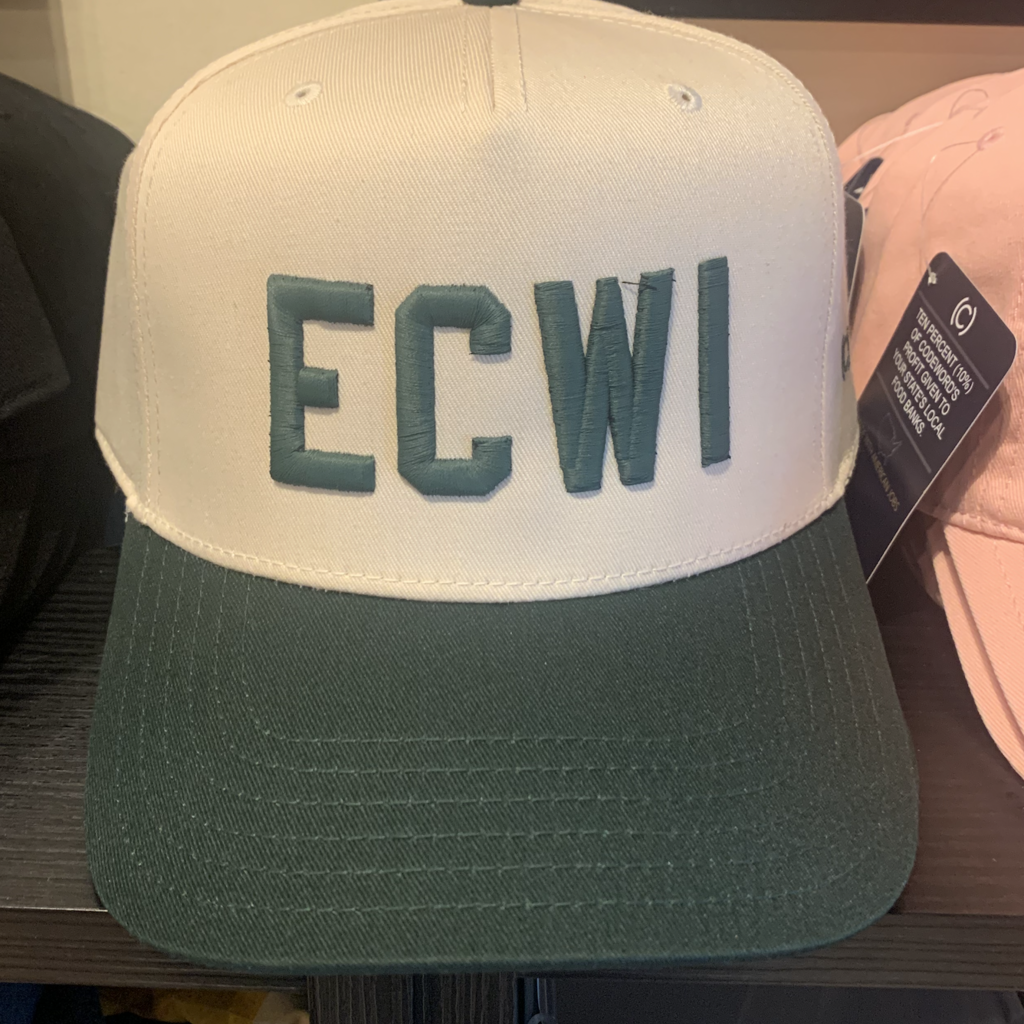 ECWI
(C)
TEN PERCENT (10%)
OF CODEWORD'S
PROFIT GIVEN TO
YOUR STATE'S LOCAL
FOOD BANKS.